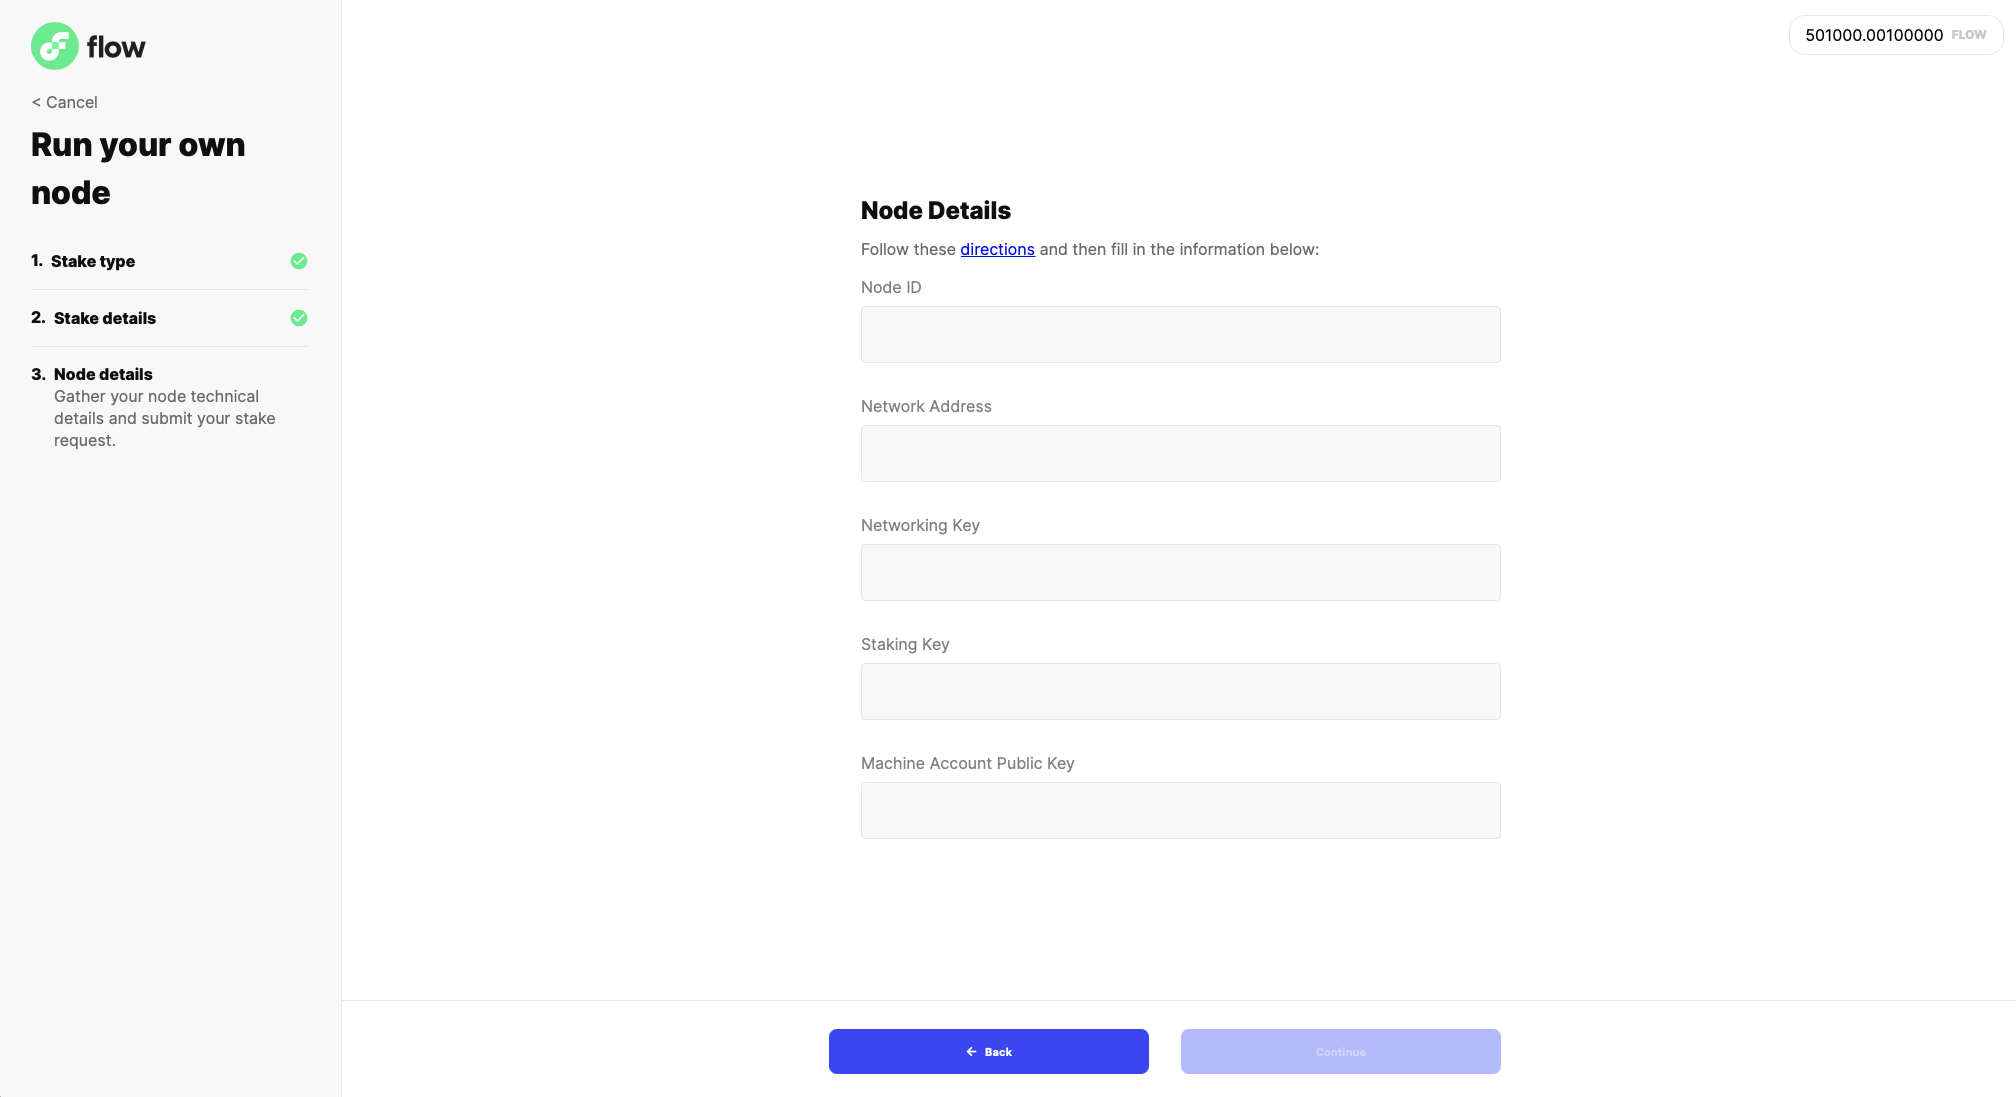 flow
< Cancel
Run your own
node
1. Stake type
2. Stake details
3. Node details
Gather your node technical
details and submit your stake
request.
501000.00100000 FLOW
Node Details
Follow these directions and then fill in the information below:
Node ID
Network Address
Networking Key
Staking Key
Machine Account Public Key
← Back
Continue